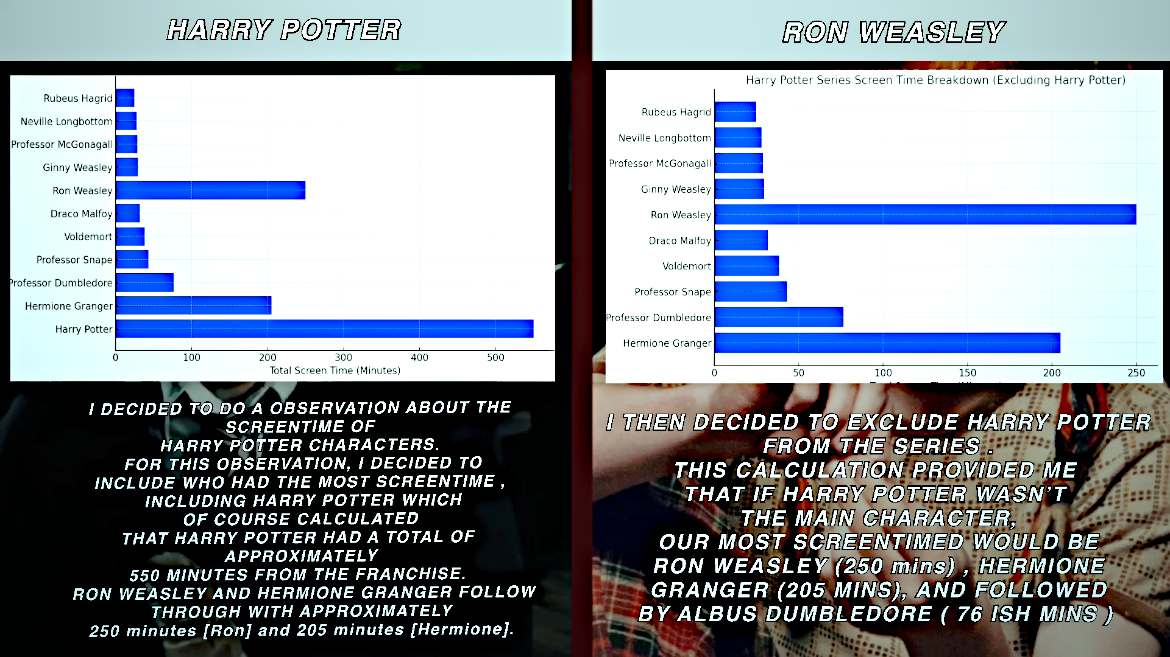 HARRY POTTER
Rubeus Hagrid
Neville Longbottom
Professor McGonagall
Ginny Weasley
Ron Weasley
Draco Malfoy
Voldemort
Professor Snape
Professor Dumbledore
Hermione Granger
Harry Potter
0 100 200 300 400 500
Total Screen Time (Minutes)
I DECIDED TO DO A OBSERVATION ABOUT THE
SCREENTIME OF
HARRY POTTER CHARACTERS.
FOR THIS OBSERVATION, I DECIDED TO
INCLUDE WHO HAD THE MOST SCREENTIME ,
INCLUDING HARRY POTTER WHICH
OF COURSE CALCULATED
THAT HARRY POTTER HAD A TOTAL OF
APPROXIMATELY
550 MINUTES FROM THE FRANCHISE.
RON WEASLEY AND HERMIONE GRANGER FOLLOW
THROUGH WITH APPROXIMATELY
250 minutes [Ron] and 205 minutes [Hermione].
RON WEASLEY
Harry Potter Series Screen Time Breakdown (Excluding Harry Potter)
Rubeus Hagrid
Neville Longbottom
Professor McGonagall
Ginny Weasley
Ron Weasley
Draco Malfoy
Voldemort
Professor Snape
Professor Dumbledore
Hermione Granger
0 50 100 150 200 250
I THEN DECIDED TO EXCLUDE HARRY POTTER
FROM THE SERIES .
THIS CALCULATION PROVIDED ME
THAT IF HARRY POTTER WASN'T
THE MAIN CHARACTER,
OUR MOST SCREENTIMED WOULD BE
RON WEASLEY (250 mins) , HERMIONE
GRANGER (205 MINS), AND FOLLOWED
BY ALBUS DUMBLEDORE ( 76 ISH MINS )